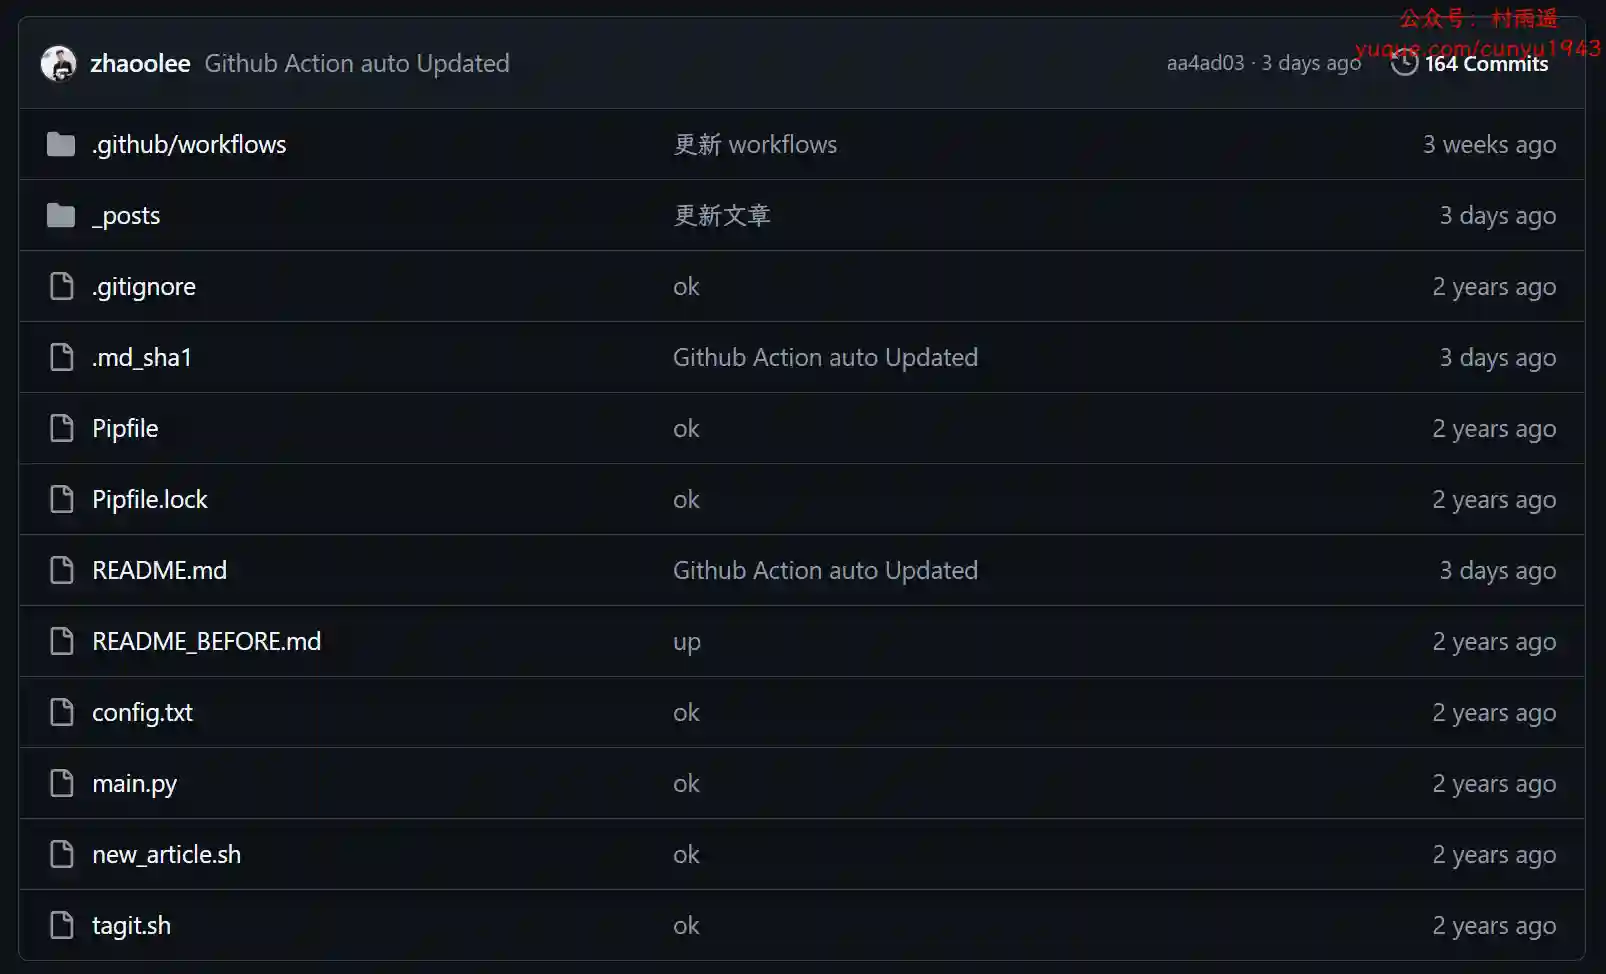 公众号：村雨遥
yuque.com/cunyu1943
zhaoolee Github Action auto Updated aa4ad03 · 3 days ago 164 Commits
.github/workflows 更新 workflows 3 weeks ago
_posts 更新文章 3 days ago
.gitignore ok 2 years ago
.md_sha1 Github Action auto Updated 3 days ago
Pipfile ok 2 years ago
Pipfile.lock ok 2 years ago
README.md Github Action auto Updated 3 days ago
README_BEFORE.md up 2 years ago
config.txt ok 2 years ago
main.py ok 2 years ago
new_article.sh ok 2 years ago
tagit.sh ok 2 years ago